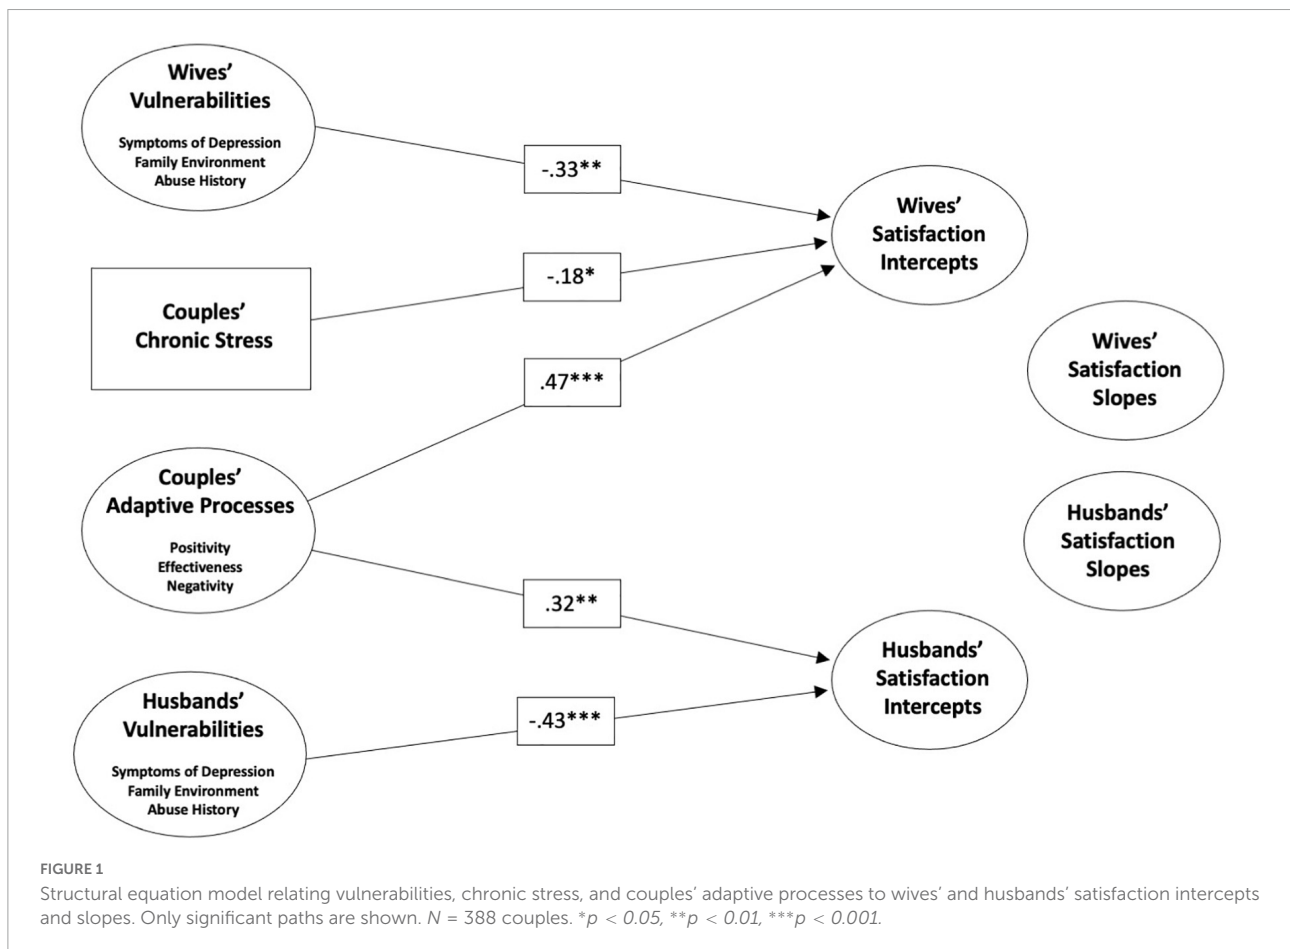 Wives'
Vulnerabilities
Symptoms of Depression
Family Environment
Abuse History
-.33**
Wives'
Satisfaction
Intercepts
Couples'
Chronic Stress
-.18*
.47***
Wives'
Satisfaction
Slopes
Couples'
Adaptive Processes
Positivity
Effectiveness
Negativity
Husbands'
Satisfaction
Slopes
.32**
Husbands'
Satisfaction
Intercepts
Husbands'
Vulnerabilities
Symptoms of Depression
Family Environment
Abuse History
-.43***
FIGURE 1
Structural equation model relating vulnerabilities, chronic stress, and couples' adaptive processes to wives' and husbands' satisfaction intercepts
and slopes. Only significant paths are shown. N = 388 couples. *p < 0.05, **p < 0.01, ***p < 0.001.